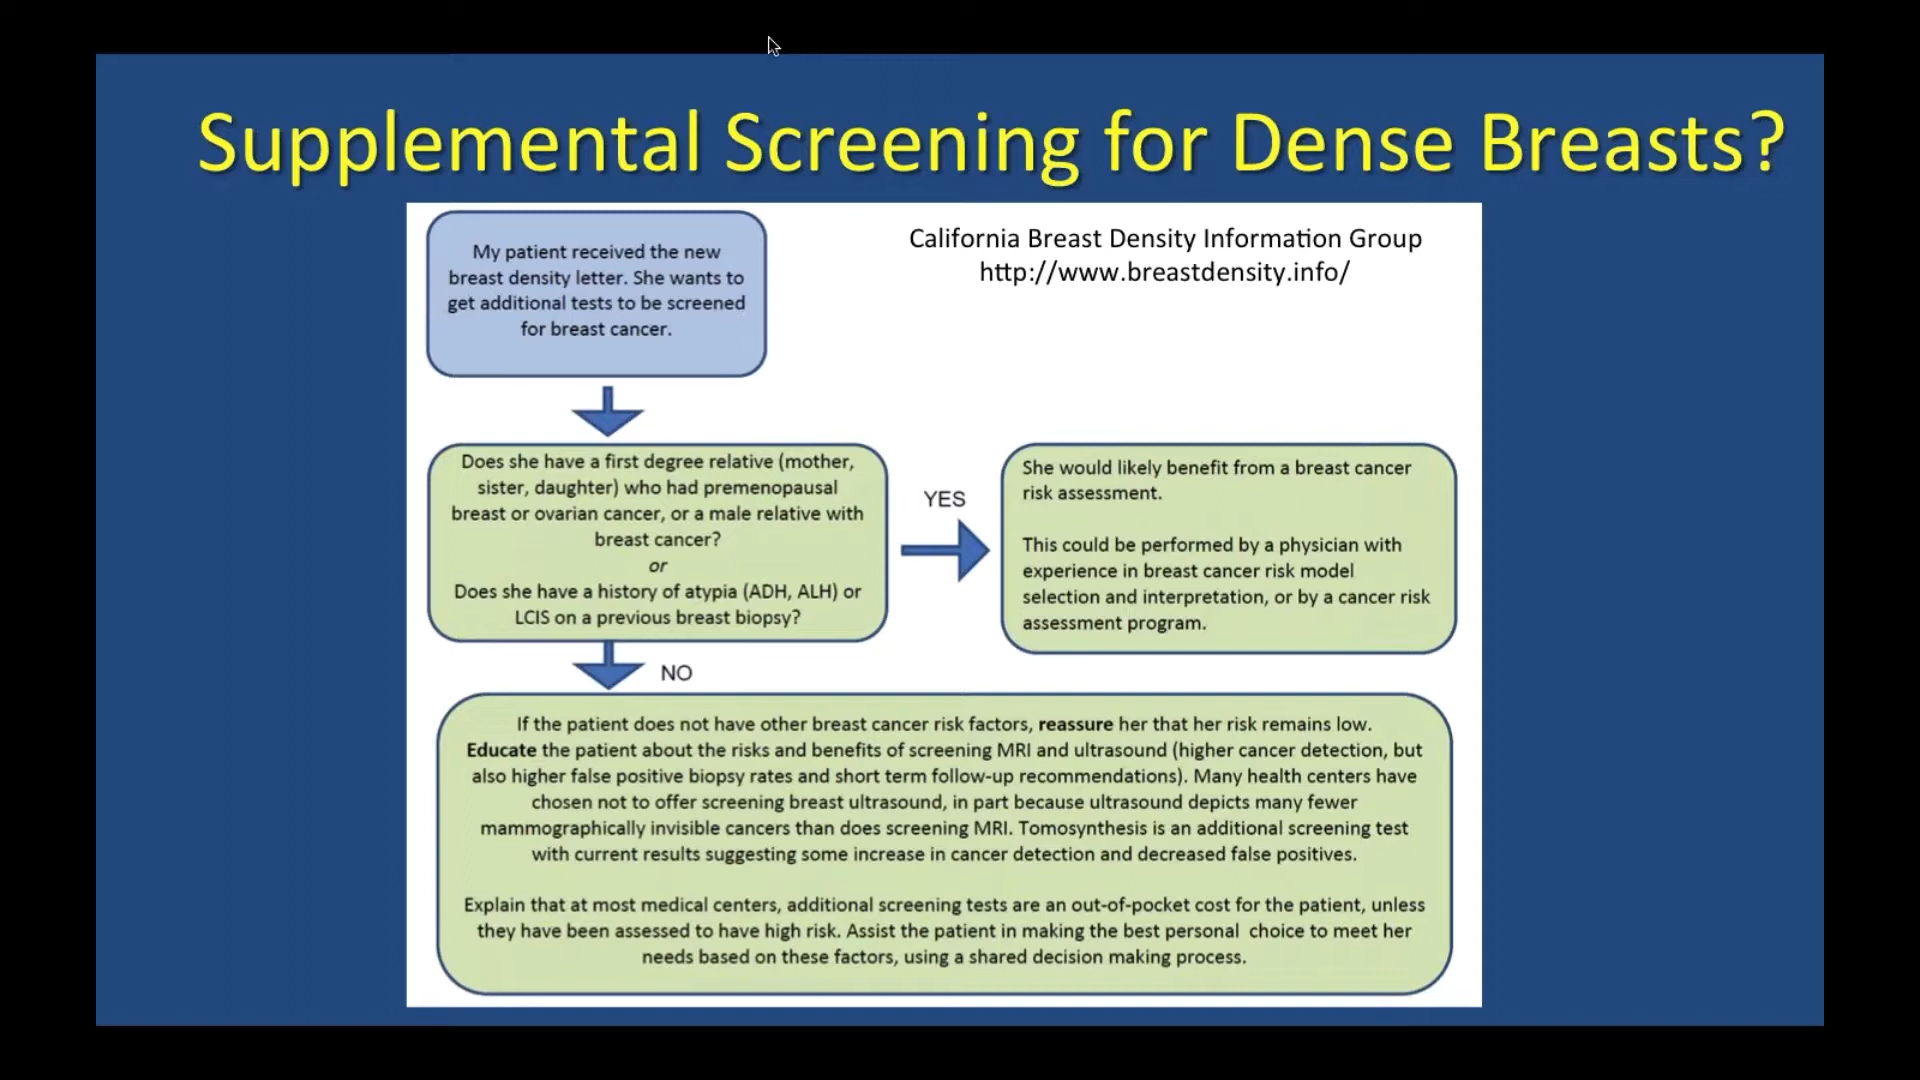 Supplemental Screening for Dense Breasts?
My patient received the new
breast density letter. She wants to
get additional tests to be screened
for breast cancer.
California Breast Density Information Group
http://www.breastdensity.info/
Does she have a first degree relative (mother,
sister, daughter) who had premenopausal
breast or ovarian cancer, or a male relative with
breast cancer?
or
Does she have a history of atypia (ADH, ALH) or
LCIS on a previous breast biopsy?
YES
She would likely benefit from a breast cancer
risk assessment.
This could be performed by a physician with
experience in breast cancer risk model
selection and interpretation, or by a cancer risk
assessment program.
NO
If the patient does not have other breast cancer risk factors, reassure her that her risk remains low.
Educate the patient about the risks and benefits of screening MRI and ultrasound (higher cancer detection, but
also higher false positive biopsy rates and short term follow-up recommendations). Many health centers have
chosen not to offer screening breast ultrasound, in part because ultrasound depicts many fewer
mammographically invisible cancers than does screening MRI. Tomosynthesis is an additional screening test
with current results suggesting some increase in cancer detection and decreased false positives.
Explain that at most medical centers, additional screening tests are an out-of-pocket cost for the patient, unless
they have been assessed to have high risk. Assist the patient in making the best personal choice to meet her
needs based on these factors, using a shared decision making process.